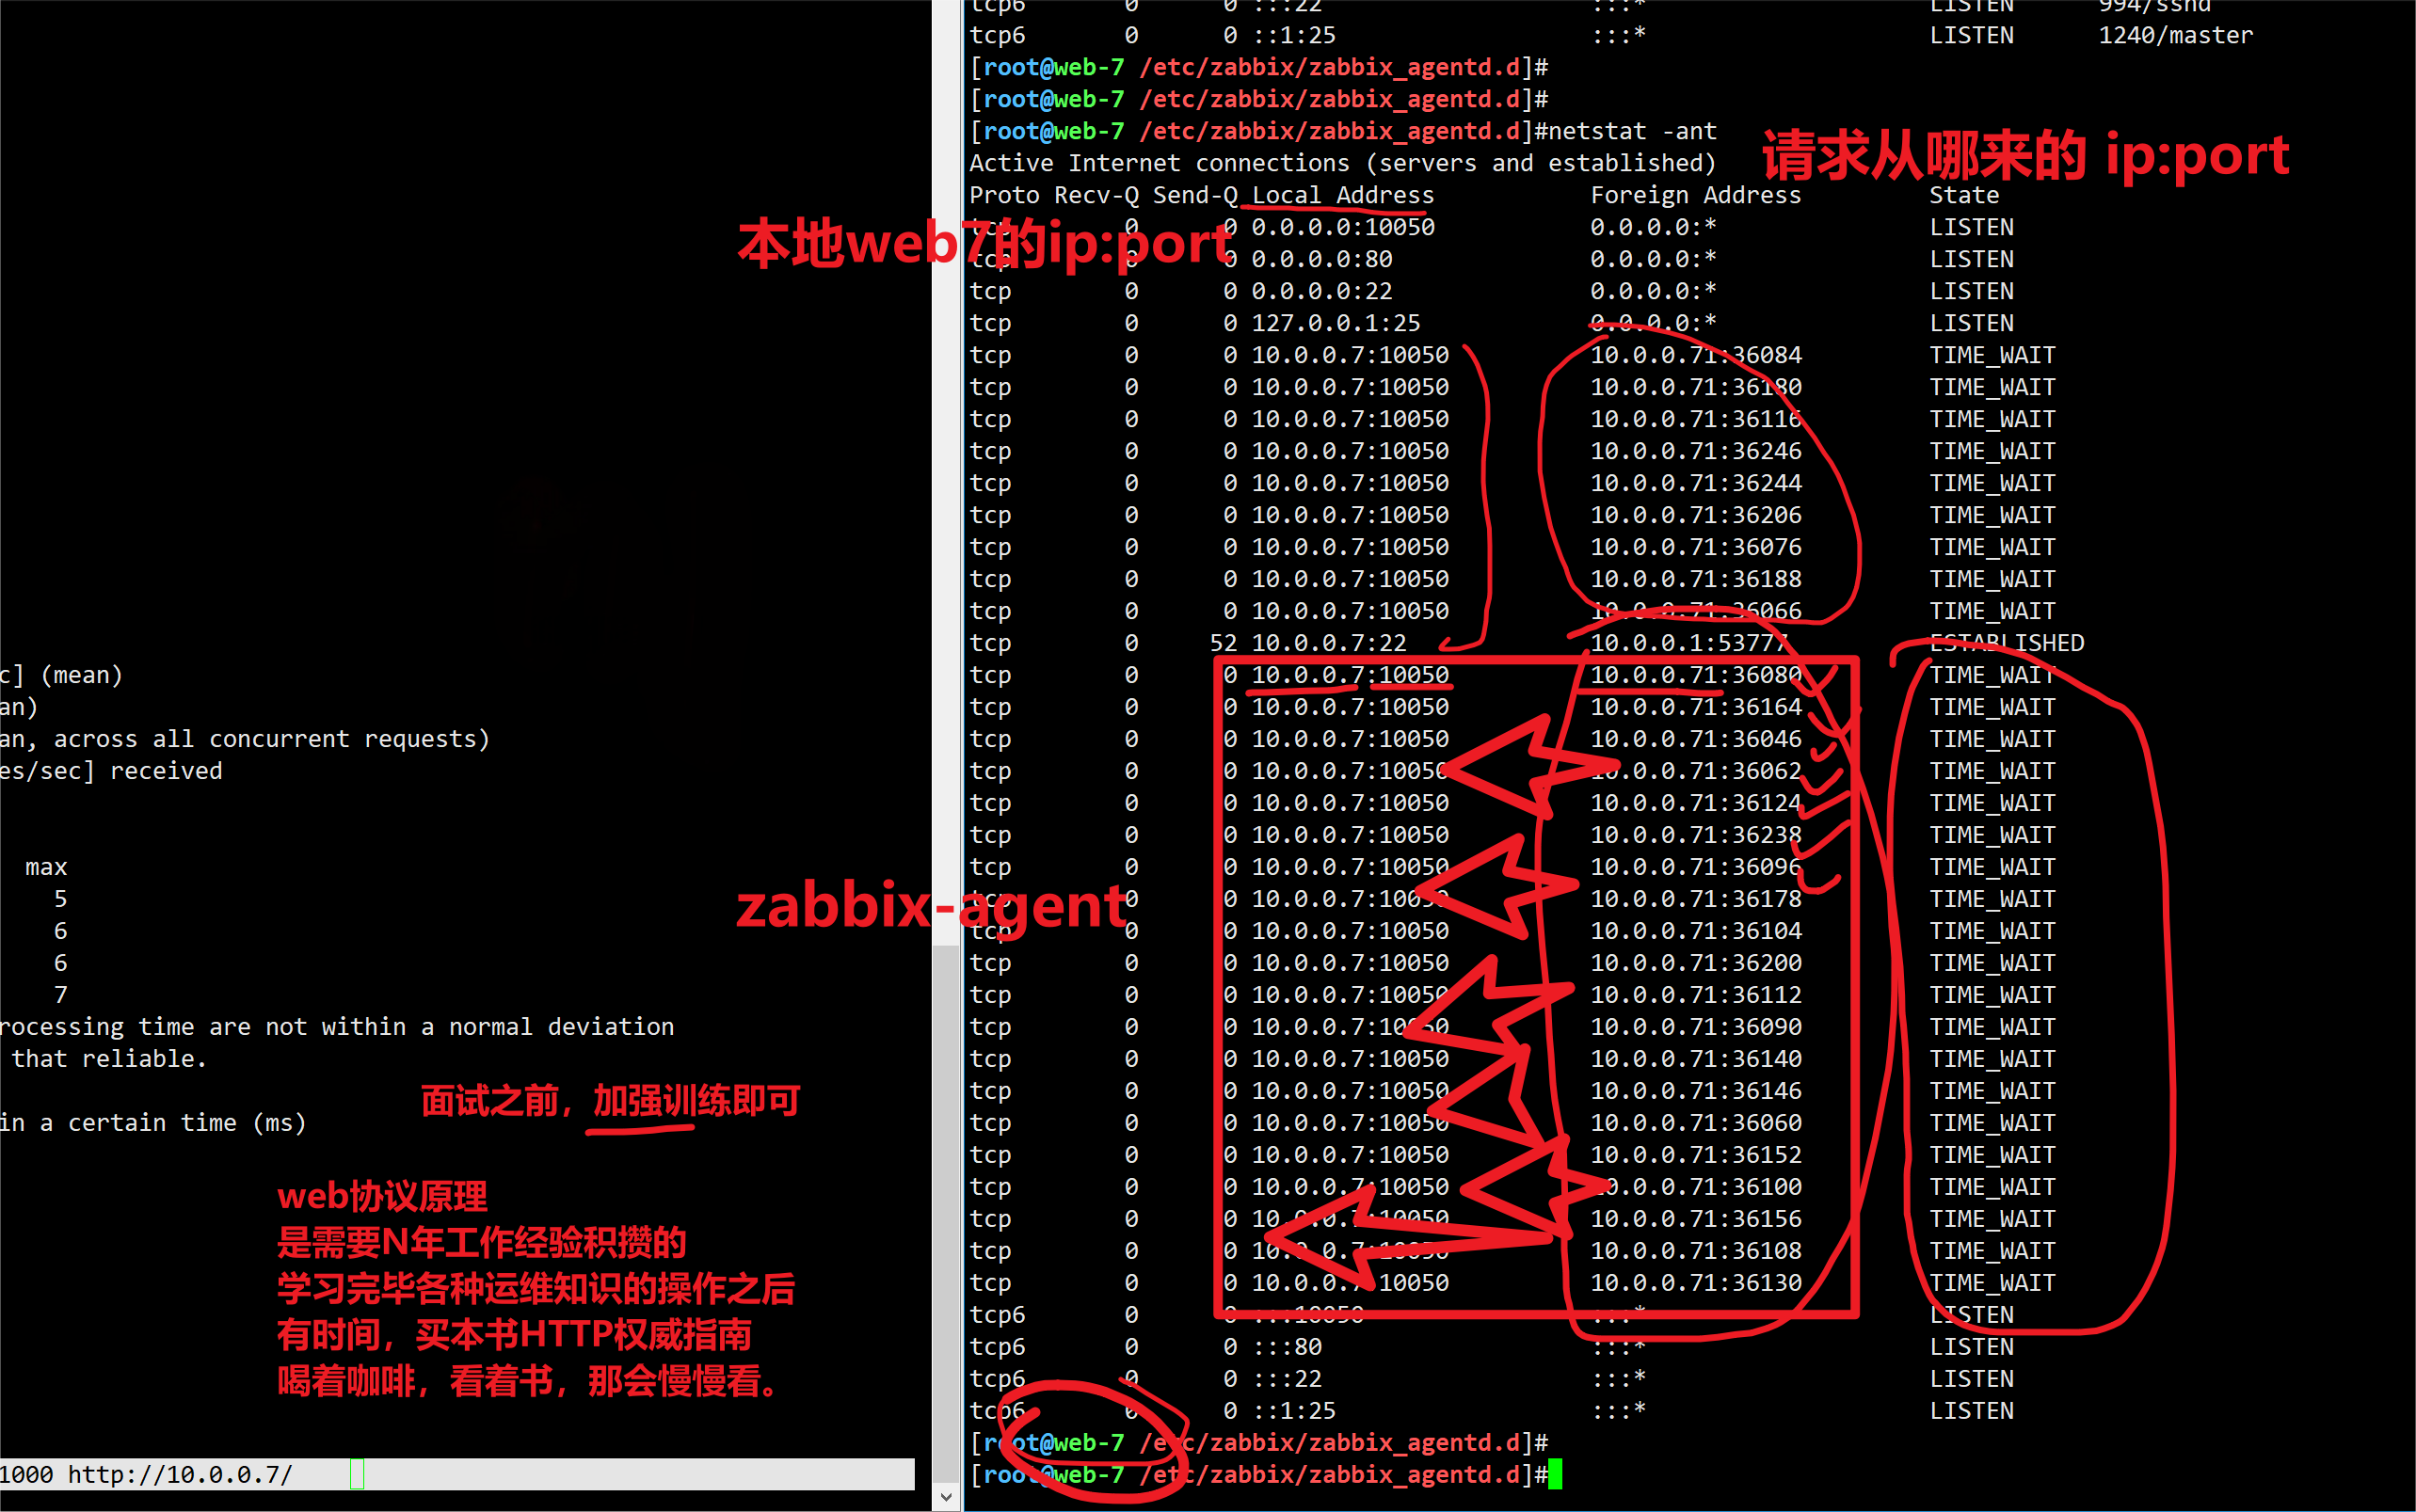 c] (mean)
an)
an, across all concurrent requests)
es/sec] received
max
5
6
6
7
rocessing time are not within a normal deviation
that reliable.
in a certain time (ms)
1000 http://10.0.0.7/
本地web7的ip:port
zabbix-agent
面试之前，加强训练即可
web协议原理
是需要N年工作经验积攒的
学习完毕各种运维知识的操作之后
有时间，买本书HTTP权威指南
喝着咖啡，看着书，那会慢慢看。
请求从哪来的 ip:port
tcp6 0 0 :::22 :::* LISTEN 994/sshd
tcp6 0 0 ::1:25 :::* LISTEN 1240/master
[root@web-7 /etc/zabbix/zabbix_agentd.d]#
[root@web-7 /etc/zabbix/zabbix_agentd.d]#
[root@web-7 /etc/zabbix/zabbix_agentd.d]#netstat -ant
Active Internet connections (servers and established)
Proto Recv-Q Send-Q Local Address Foreign Address State
tcp 0 0 0.0.0.0:10050 0.0.0.0:* LISTEN
tcp 0 0 0.0.0.0:80 0.0.0.0:* LISTEN
tcp 0 0 0.0.0.0:22 0.0.0.0:* LISTEN
tcp 0 0 127.0.0.1:25 0.0.0.0:* LISTEN
tcp 0 0 10.0.0.7:10050 10.0.0.71:36084 TIME_WAIT
tcp 0 0 10.0.0.7:10050 10.0.0.71:36180 TIME_WAIT
tcp 0 0 10.0.0.7:10050 10.0.0.71:36116 TIME_WAIT
tcp 0 0 10.0.0.7:10050 10.0.0.71:36246 TIME_WAIT
tcp 0 0 10.0.0.7:10050 10.0.0.71:36244 TIME_WAIT
tcp 0 0 10.0.0.7:10050 10.0.0.71:36206 TIME_WAIT
tcp 0 0 10.0.0.7:10050 10.0.0.71:36076 TIME_WAIT
tcp 0 0 10.0.0.7:10050 10.0.0.71:36188 TIME_WAIT
tcp 0 0 10.0.0.7:10050 10.0.0.71:36066 TIME_WAIT
tcp 0 52 10.0.0.7:22 10.0.0.1:53777 ESTABLISHED
tcp 0 0 10.0.0.7:10050 10.0.0.71:36080 TIME_WAIT
tcp 0 0 10.0.0.7:10050 10.0.0.71:36164 TIME_WAIT
tcp 0 0 10.0.0.7:10050 10.0.0.71:36046 TIME_WAIT
tcp 0 0 10.0.0.7:10050 10.0.0.71:36062 TIME_WAIT
tcp 0 0 10.0.0.7:10050 10.0.0.71:36124 TIME_WAIT
tcp 0 0 10.0.0.7:10050 10.0.0.71:36238 TIME_WAIT
tcp 0 0 10.0.0.7:10050 10.0.0.71:36096 TIME_WAIT
tcp 0 0 10.0.0.7:10050 10.0.0.71:36178 TIME_WAIT
tcp 0 0 10.0.0.7:10050 10.0.0.71:36104 TIME_WAIT
tcp 0 0 10.0.0.7:10050 10.0.0.71:36200 TIME_WAIT
tcp 0 0 10.0.0.7:10050 10.0.0.71:36112 TIME_WAIT
tcp 0 0 10.0.0.7:10050 10.0.0.71:36090 TIME_WAIT
tcp 0 0 10.0.0.7:10050 10.0.0.71:36140 TIME_WAIT
tcp 0 0 10.0.0.7:10050 10.0.0.71:36146 TIME_WAIT
tcp 0 0 10.0.0.7:10050 10.0.0.71:36060 TIME_WAIT
tcp 0 0 10.0.0.7:10050 10.0.0.71:36152 TIME_WAIT
tcp 0 0 10.0.0.7:10050 10.0.0.71:36100 TIME_WAIT
tcp 0 0 10.0.0.7:10050 10.0.0.71:36156 TIME_WAIT
tcp 0 0 10.0.0.7:10050 10.0.0.71:36108 TIME_WAIT
tcp 0 0 10.0.0.7:10050 10.0.0.71:36130 TIME_WAIT
tcp6 0 0 :::10050 :::* LISTEN
tcp6 0 0 :::80 :::* LISTEN
tcp6 0 0 :::22 :::* LISTEN
tcp6 0 0 ::1:25 :::* LISTEN
[root@web-7 /etc/zabbix/zabbix_agentd.d]#
[root@web-7 /etc/zabbix/zabbix_agentd.d]#